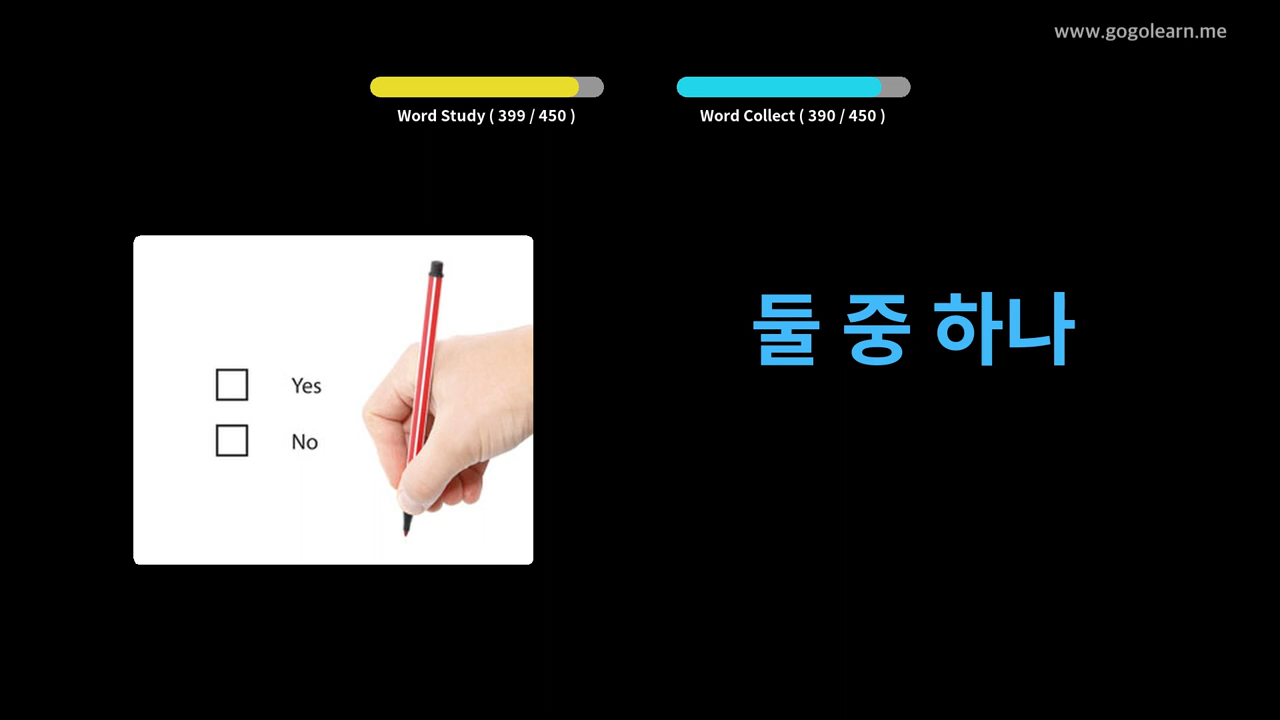 www.gogolearn.me
Word Study ( 399 / 450 )
Word Collect ( 390 / 450 )
둘 중 하나
Yes
No